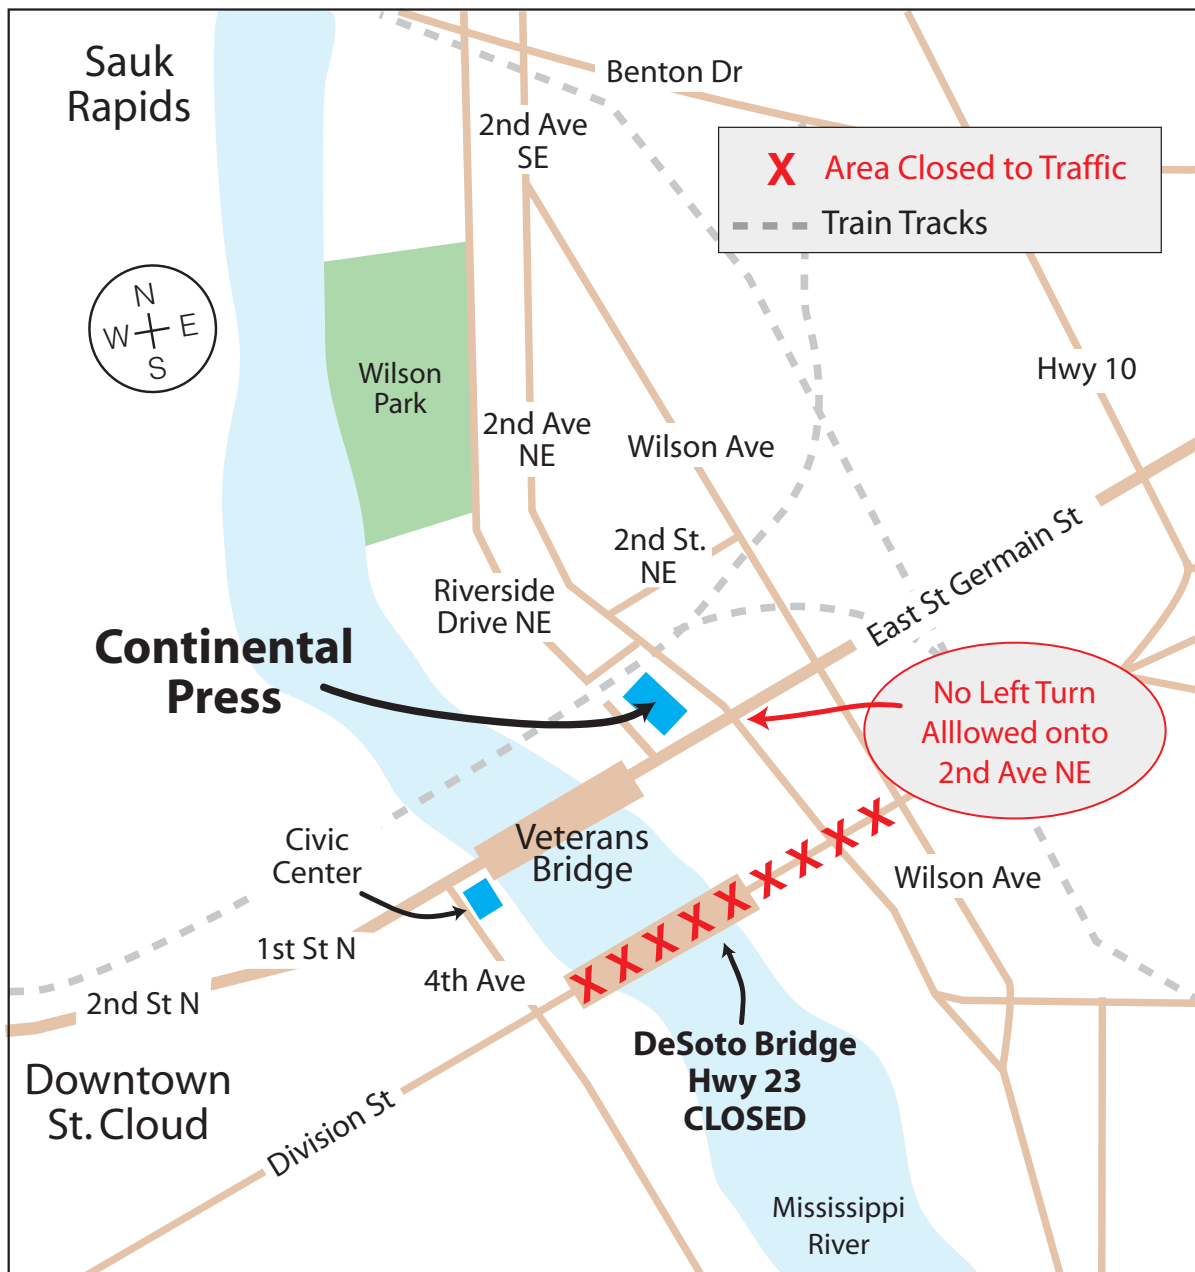 Sauk
Rapids
Benton Dr
2nd Ave
SE
X Area Closed to Traffic
Train Tracks
N
W E
S
Wilson
Park
Hwy 10
2nd Ave
NE
Wilson Ave
2nd St.
NE
East St Germain St
Riverside
Drive NE
Continental
Press
No Left Turn
Alllowed onto
2nd Ave NE
Civic
Center
Veterans
Bridge
Wilson Ave
1st St N
4th Ave
2nd St N
DeSoto Bridge
Hwy 23
CLOSED
Downtown
St. Cloud
Division St
Mississippi
River